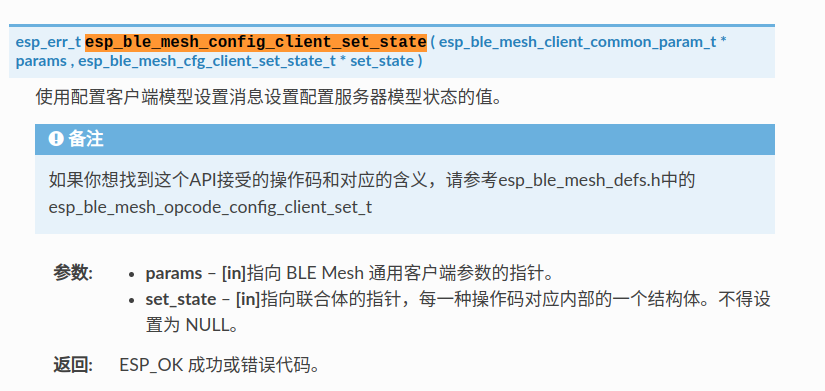 esp_err_t esp_ble_mesh_config_client_set_state ( esp_ble_mesh_client_common_param_t *
params , esp_ble_mesh_cfg_client_set_state_t * set_state )
使用配置客户端模型设置消息设置配置服务器模型状态的值。
备注
如果你想找到这个API接受的操作码和对应的含义，请参考esp_ble_mesh_defs.h中的
esp_ble_mesh_opcode_config_client_set_t
参数: • params – [in]指向 BLE Mesh 通用客户端参数的指针。
• set_state – [in]指向联合体的指针，每一种操作码对应内部的一个结构体。不得设
置为 NULL。
返回: ESP_OK 成功或错误代码。